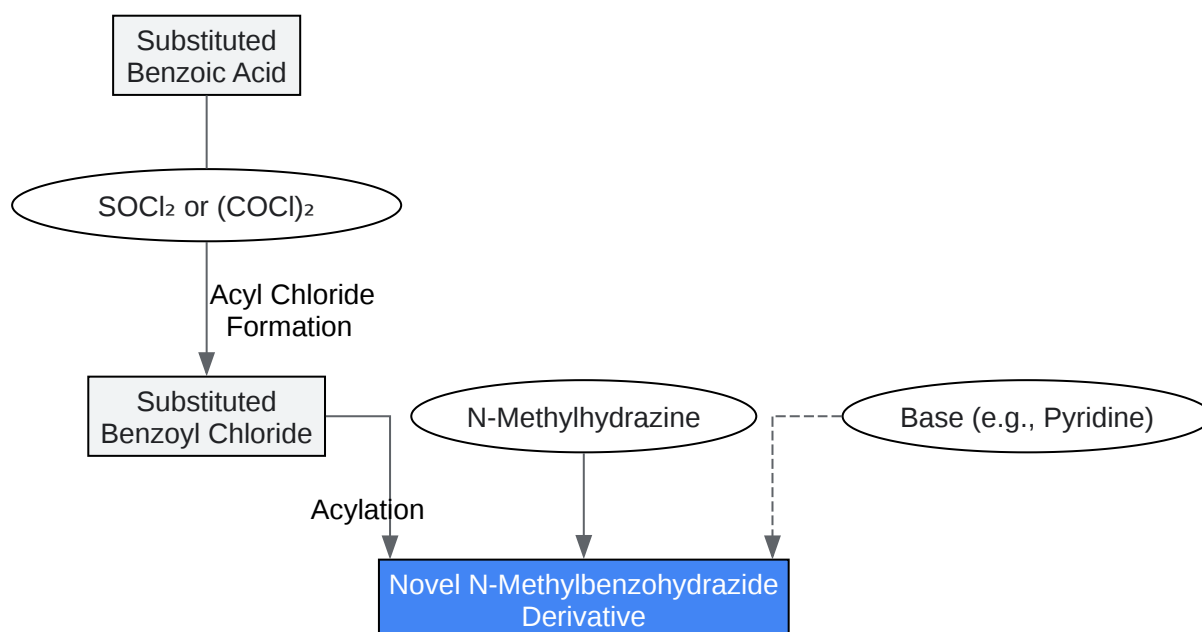 Substituted
Benzoic Acid
SOCl₂ or (COCl)₂
Acyl Chloride
Formation
Substituted
Benzoyl Chloride
N-Methylhydrazine
Base (e.g., Pyridine)
Acylation
Novel N-Methylbenzohydrazide
Derivative